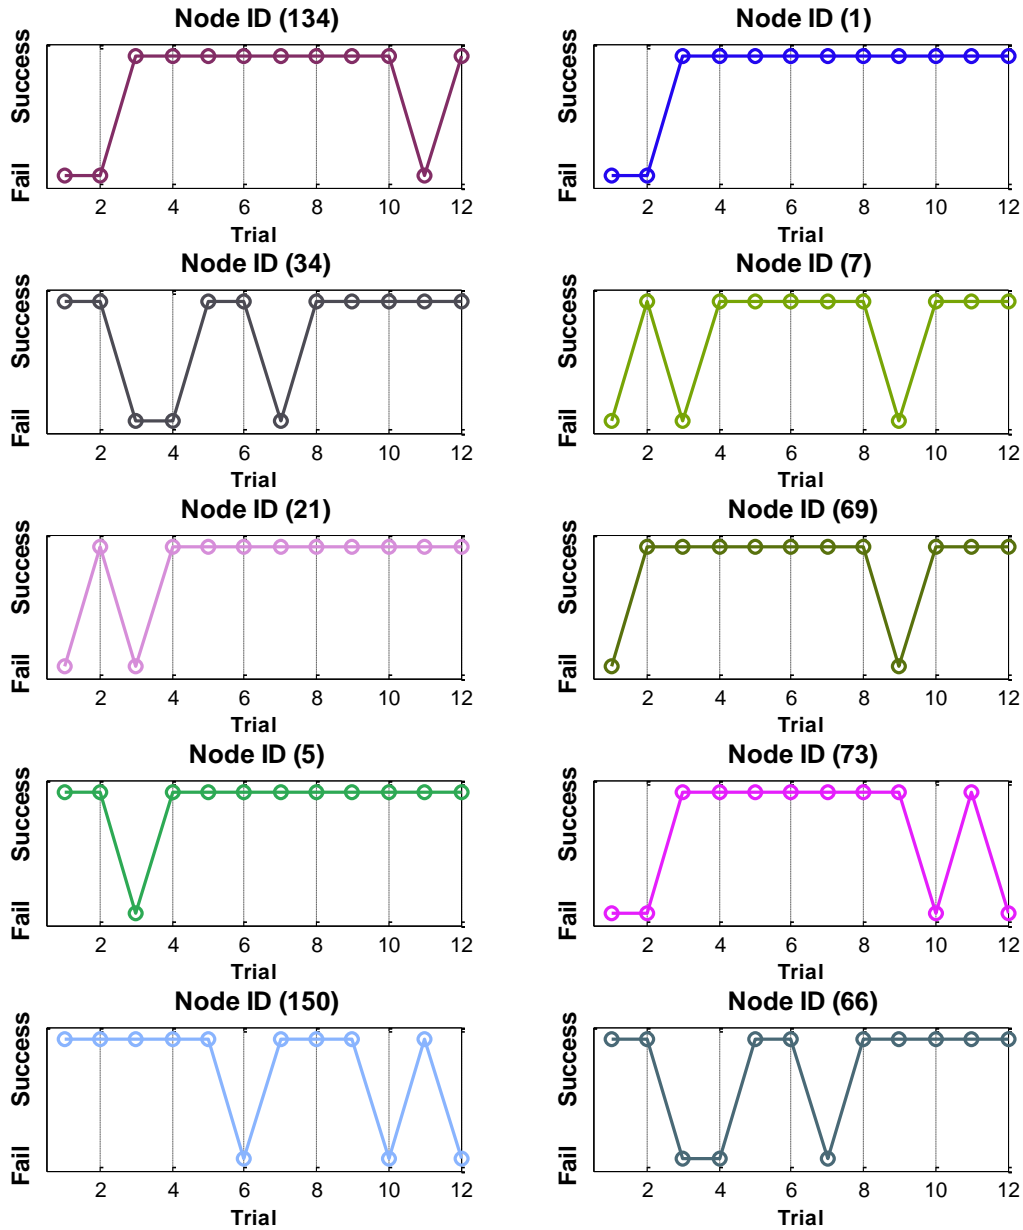 Node ID (134)
Success
Fail
2 4 6 8 10 12
Trial
Node ID (1)
Success
Fail
2 4 6 8 10 12
Trial
Node ID (34)
Success
Fail
2 4 6 8 10 12
Trial
Node ID (7)
Success
Fail
2 4 6 8 10 12
Trial
Node ID (21)
Success
Fail
2 4 6 8 10 12
Trial
Node ID (69)
Success
Fail
2 4 6 8 10 12
Trial
Node ID (5)
Success
Fail
2 4 6 8 10 12
Trial
Node ID (73)
Success
Fail
2 4 6 8 10 12
Trial
Node ID (150)
Success
Fail
2 4 6 8 10 12
Trial
Node ID (66)
Success
Fail
2 4 6 8 10 12
Trial